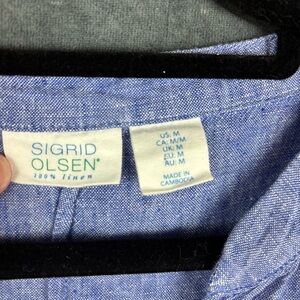 SIGRID
OLSEN®
100% linen
US: M
CA: M/M
UK: M
EU: M
AU: M
MADE IN
CAMBODIA